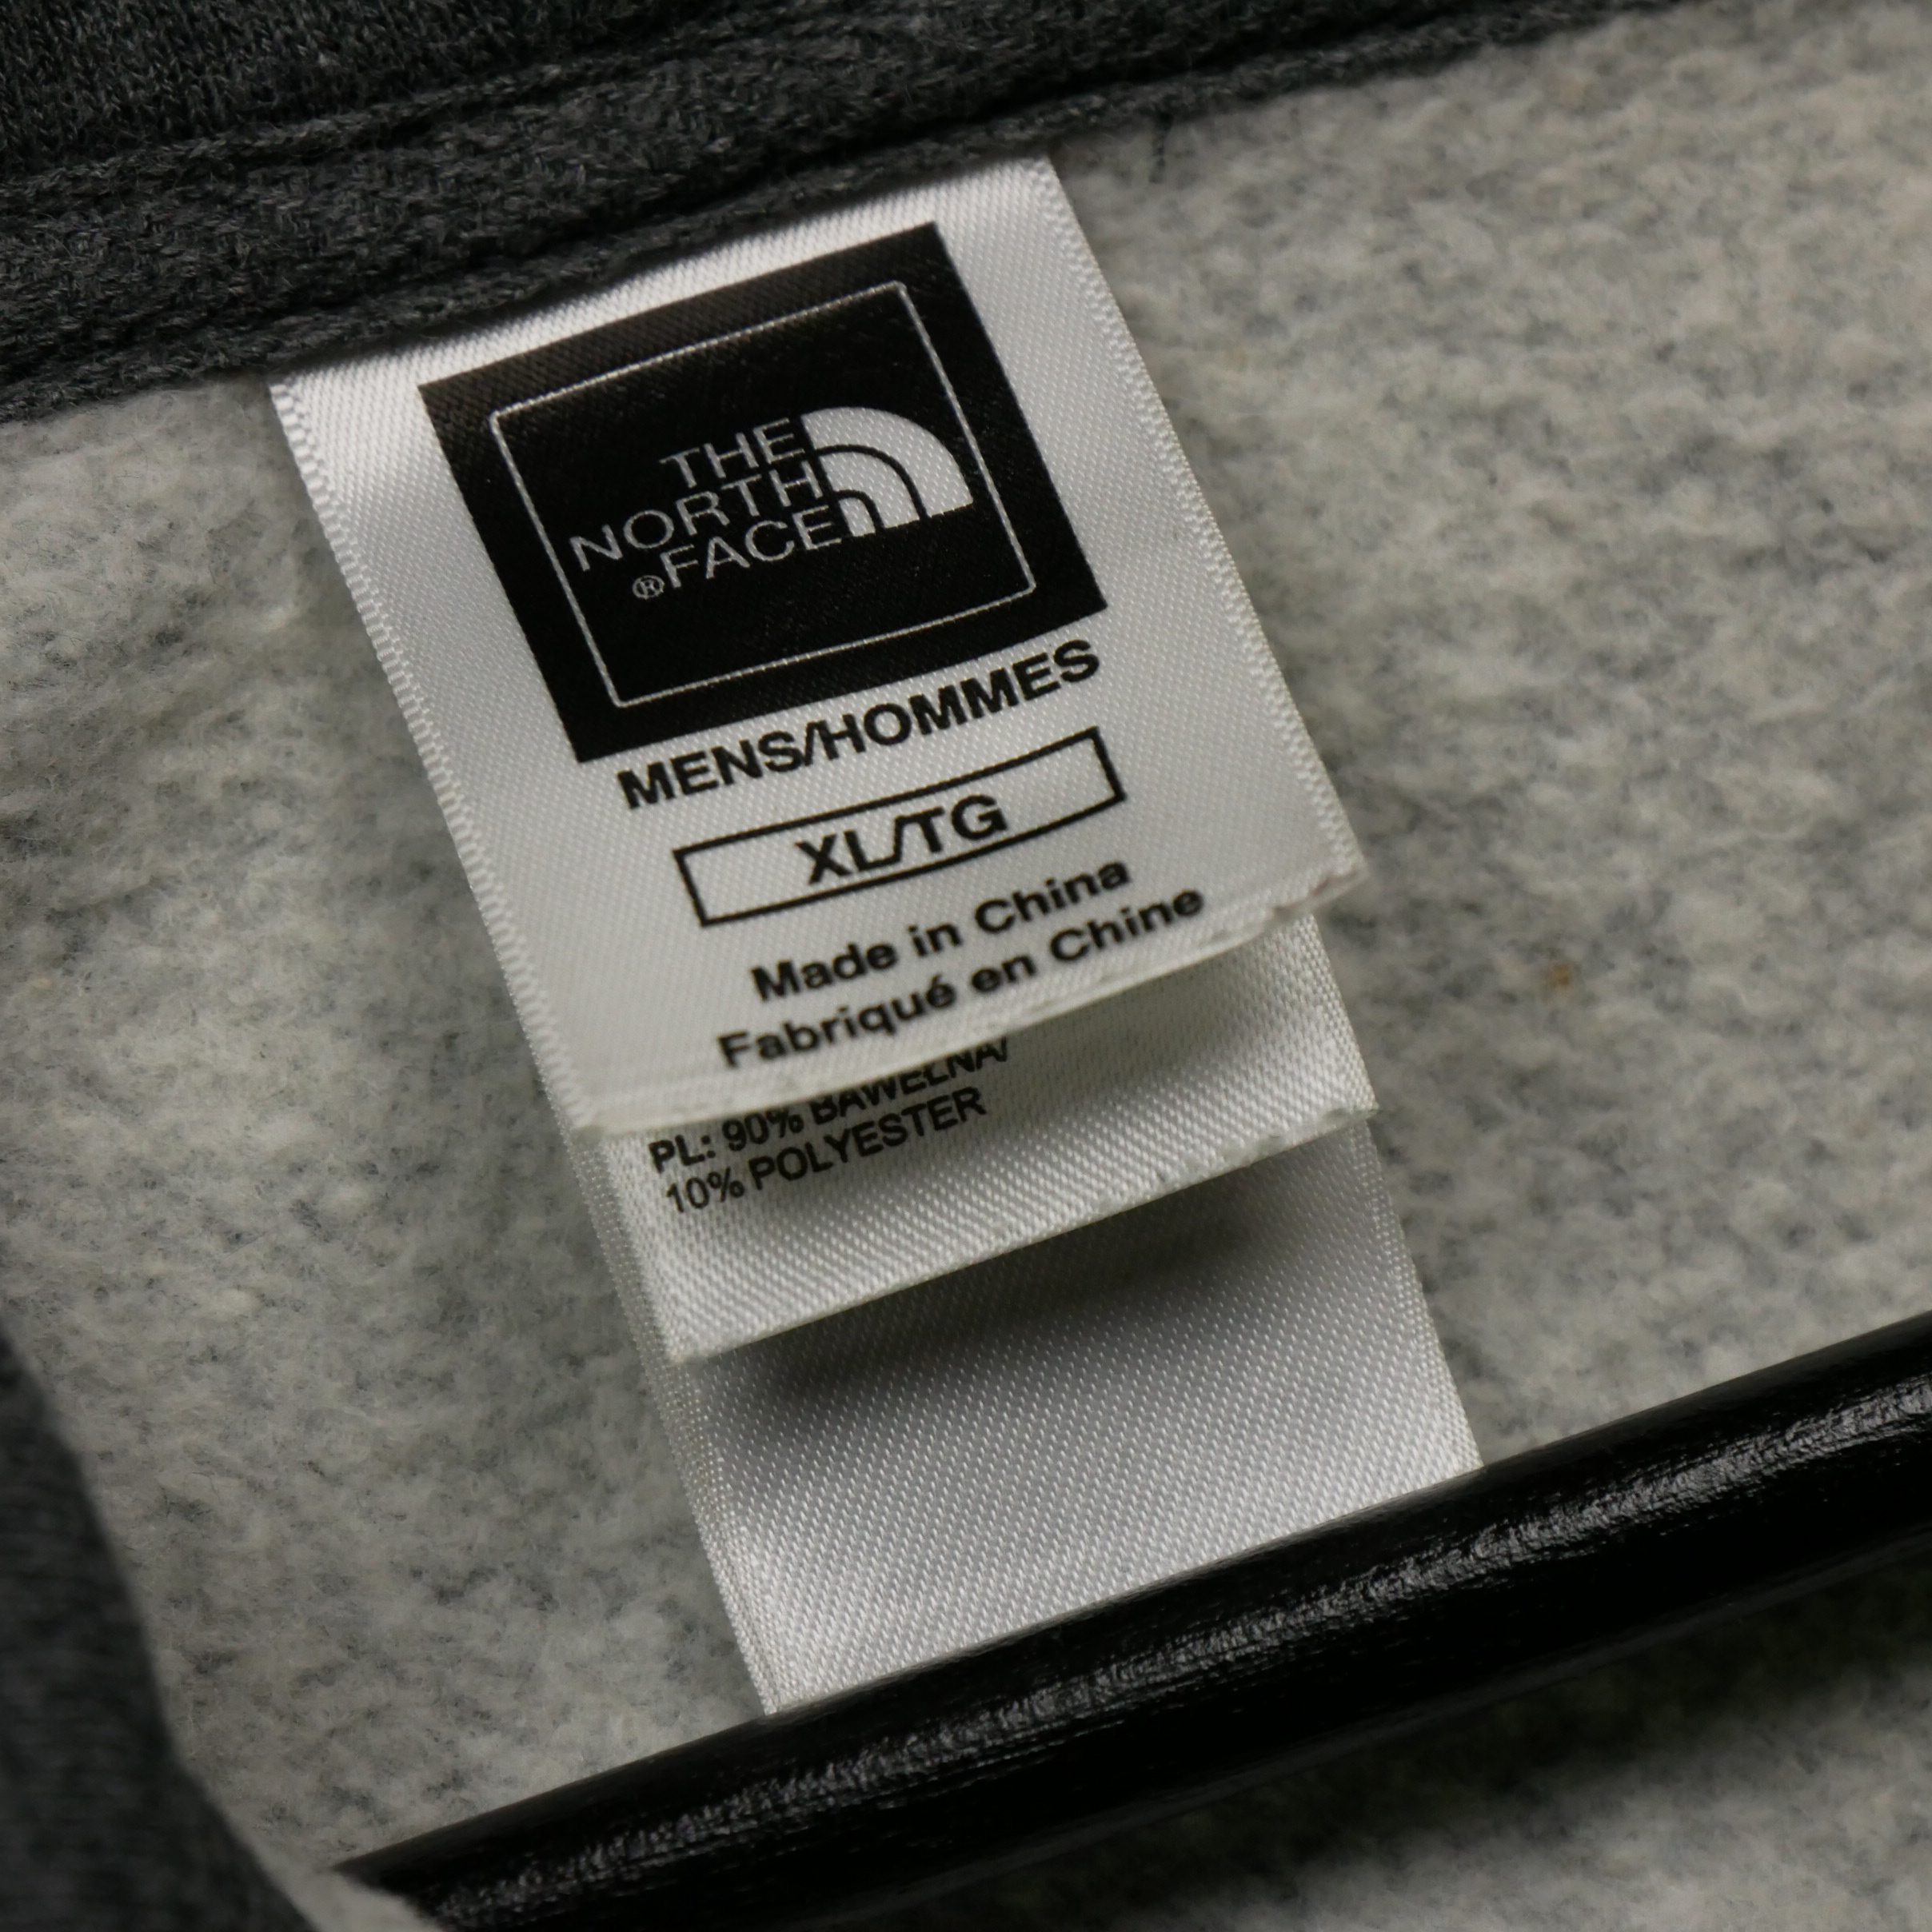 THE
NORTH
®FACE
MENS/HOMMES
XL/TG
Made in China
Fabriqué en Chine
PL: 90% BAWEŁNA/
10% POLYESTER